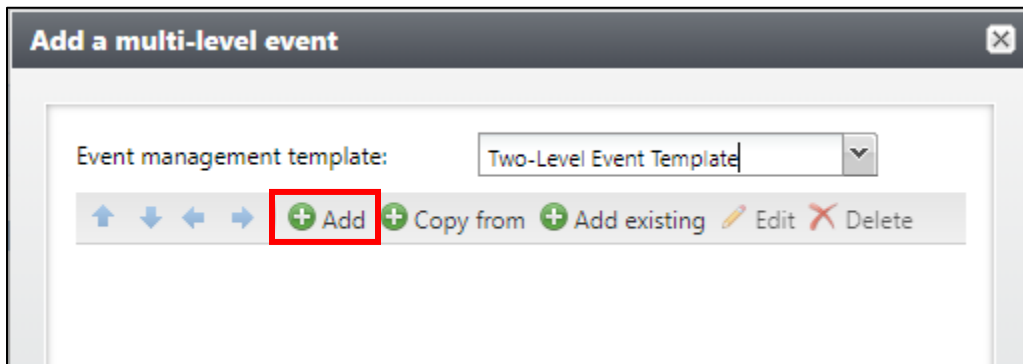 Add a multi-level event
Event management template: Two-Level Event Template
Add Copy from Add existing Edit Delete